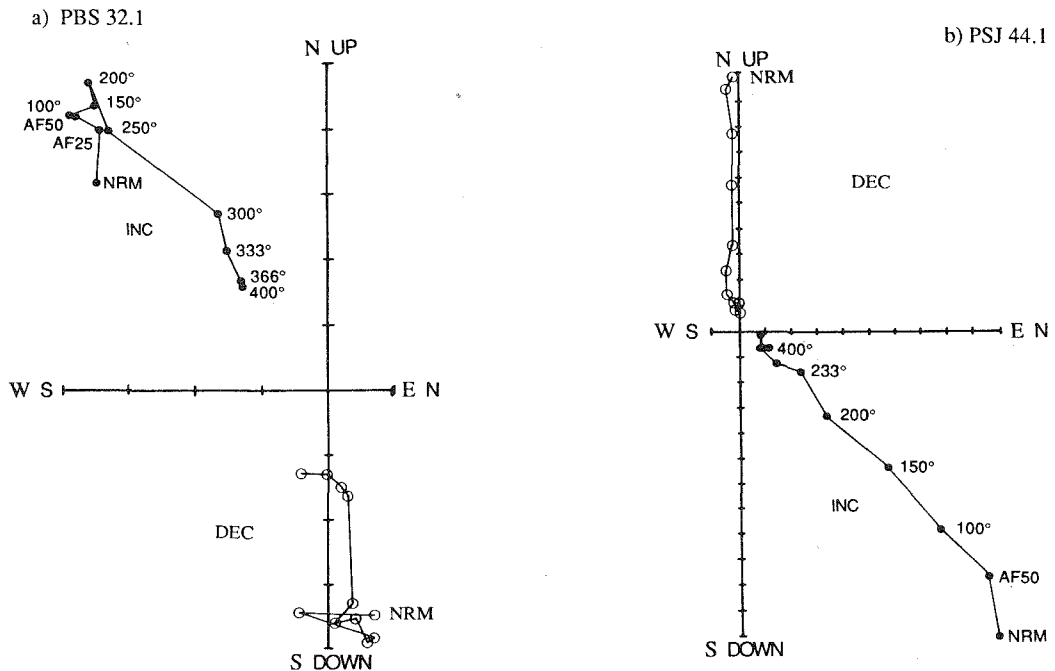 a) PBS 32.1
N UP
200°
150°
100°
AF50
250°
AF25
NRM
300°
INC
333°
366°
400°
W S
E N
DEC
NRM
S DOWN
b) PSJ 44.1
N UP
NRM
DEC
W S
E N
400°
233°
200°
150°
INC
100°
AF50
NRM
S DOWN